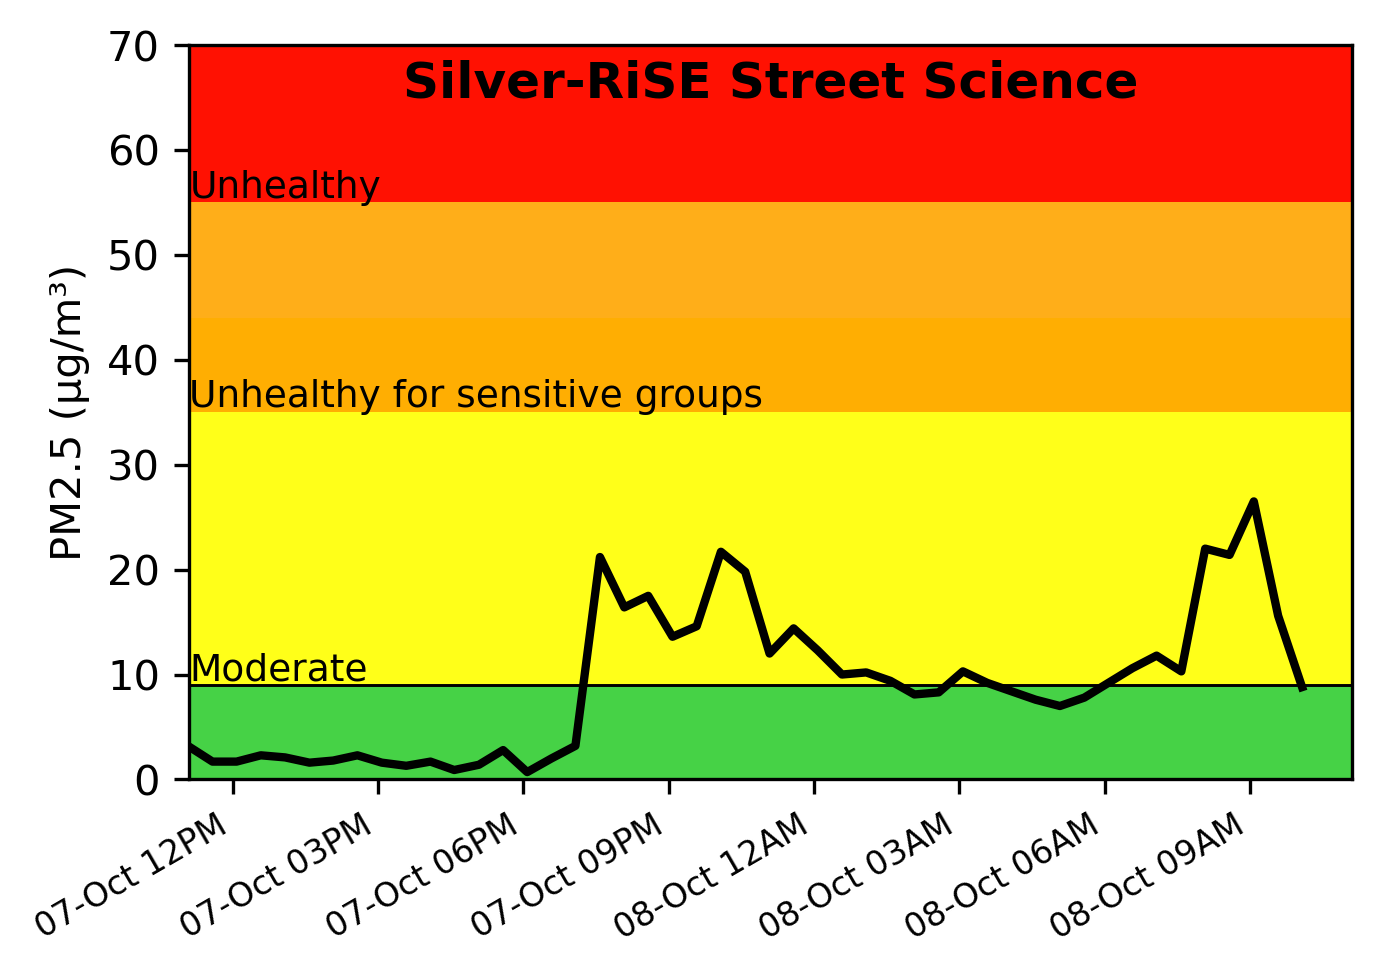 Silver-RiSE Street Science
PM2.5 (µg/m³)
70
60
Unhealthy
50
40
Unhealthy for sensitive groups
30
20
Moderate
10
0
07-Oct 12PM
07-Oct 03PM
07-Oct 06PM
07-Oct 09PM
08-Oct 12AM
08-Oct 03AM
08-Oct 06AM
08-Oct 09AM